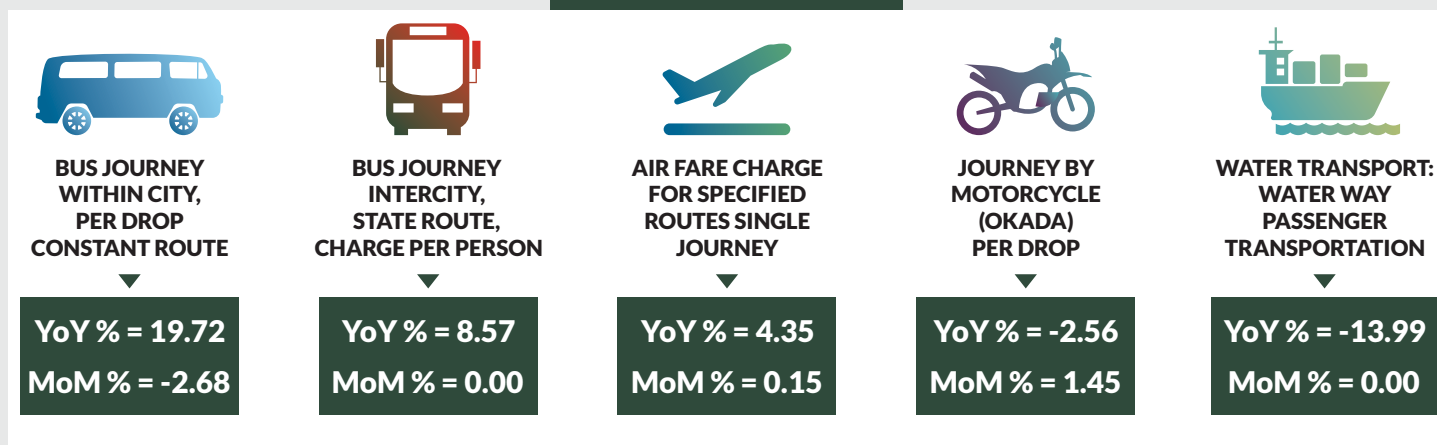 BUS JOURNEY
WITHIN CITY,
PER DROP
CONSTANT ROUTE
YoY % = 19.72
MoM % = -2.68
BUS JOURNEY
INTERCITY,
STATE ROUTE,
CHARGE PER PERSON
YoY % = 8.57
MoM % = 0.00
AIR FARE CHARGE
FOR SPECIFIED
ROUTES SINGLE
JOURNEY
YoY % = 4.35
MoM % = 0.15
JOURNEY BY
MOTORCYCLE
(OKADA)
PER DROP
YoY % = -2.56
MoM % = 1.45
WATER TRANSPORT:
WATER WAY
PASSENGER
TRANSPORTATION
YoY % = -13.99
MoM % = 0.00